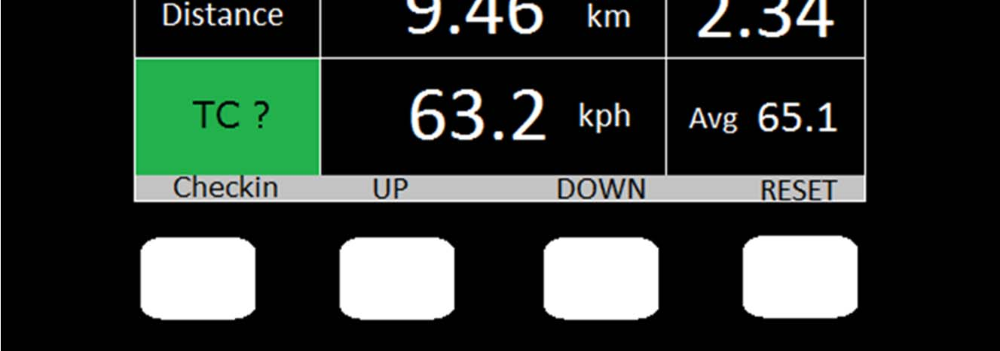 Distance 9.46 km 2.34
TC ? 63.2 kph Avg 65.1
Checkin UP DOWN RESET